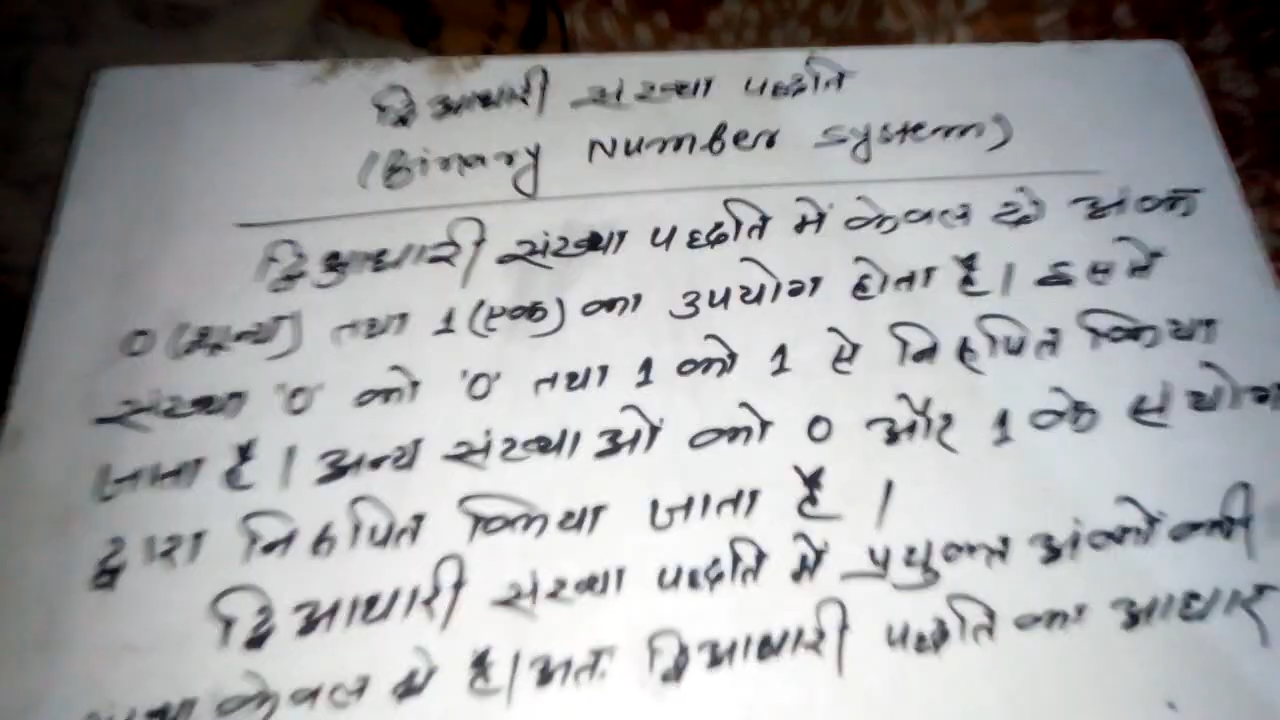 द्विआधारी संख्या पद्धति
(Binary Number System)
द्विआधारी संख्या पद्धति में केवल दो अंक
0 (शून्य) तथा 1 (एक) का उपयोग होता है। इसमें
संख्या '0' को '0' तथा 1 को 1 से निरुपित किया
जाता है। अन्य संख्याओं को 0 और 1 के संयोग
द्वारा निरुपित किया जाता है।
द्विआधारी संख्या पद्धति में प्रयुक्त अंकों की
केवल दो है। अतः द्विआधारी पद्धति का आधार